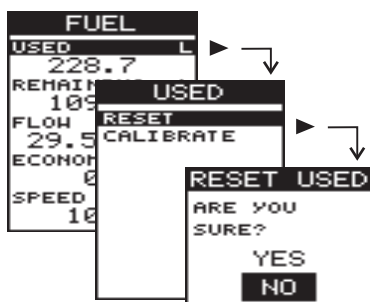 FUEL
USED L
228.7
REMAIN
109
FLOW
29.5
ECONOM
0
SPEED
10
USED
RESET
CALIBRATE
RESET USED
ARE YOU
SURE?
YES
NO